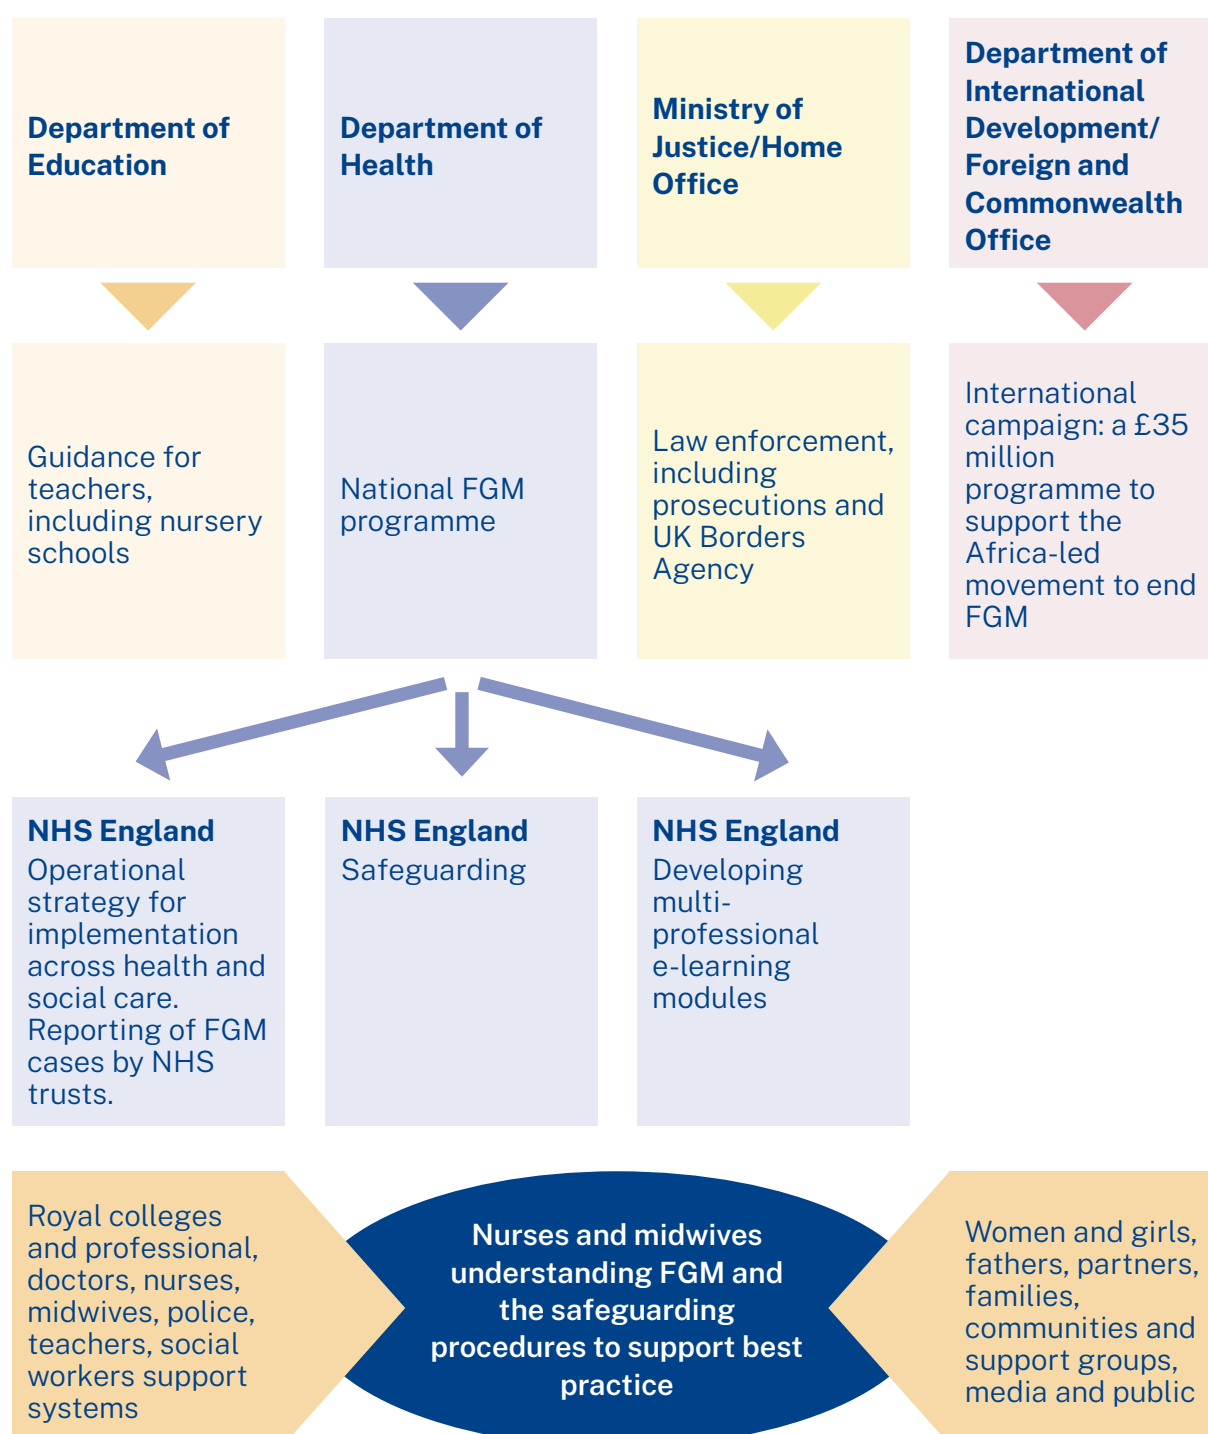 Department of
Education
Department of
Health
Ministry of
Justice/Home
Office
Department of
International
Development/
Foreign and
Commonwealth
Office
Guidance for
teachers,
including nursery
schools
National FGM
programme
Law enforcement,
including
prosecutions and
UK Borders
Agency
International
campaign: a £35
million
programme to
support the
Africa-led
movement to end
FGM
NHS England
Operational
strategy for
implementation
across health and
social care.
Reporting of FGM
cases by NHS
trusts.
NHS England
Safeguarding
NHS England
Developing
multi-
professional
e-learning
modules
Royal colleges
and professional,
doctors, nurses,
midwives, police,
teachers, social
workers support
systems
Nurses and midwives
understanding FGM and
the safeguarding
procedures to support best
practice
Women and girls,
fathers, partners,
families,
communities and
support groups,
media and public